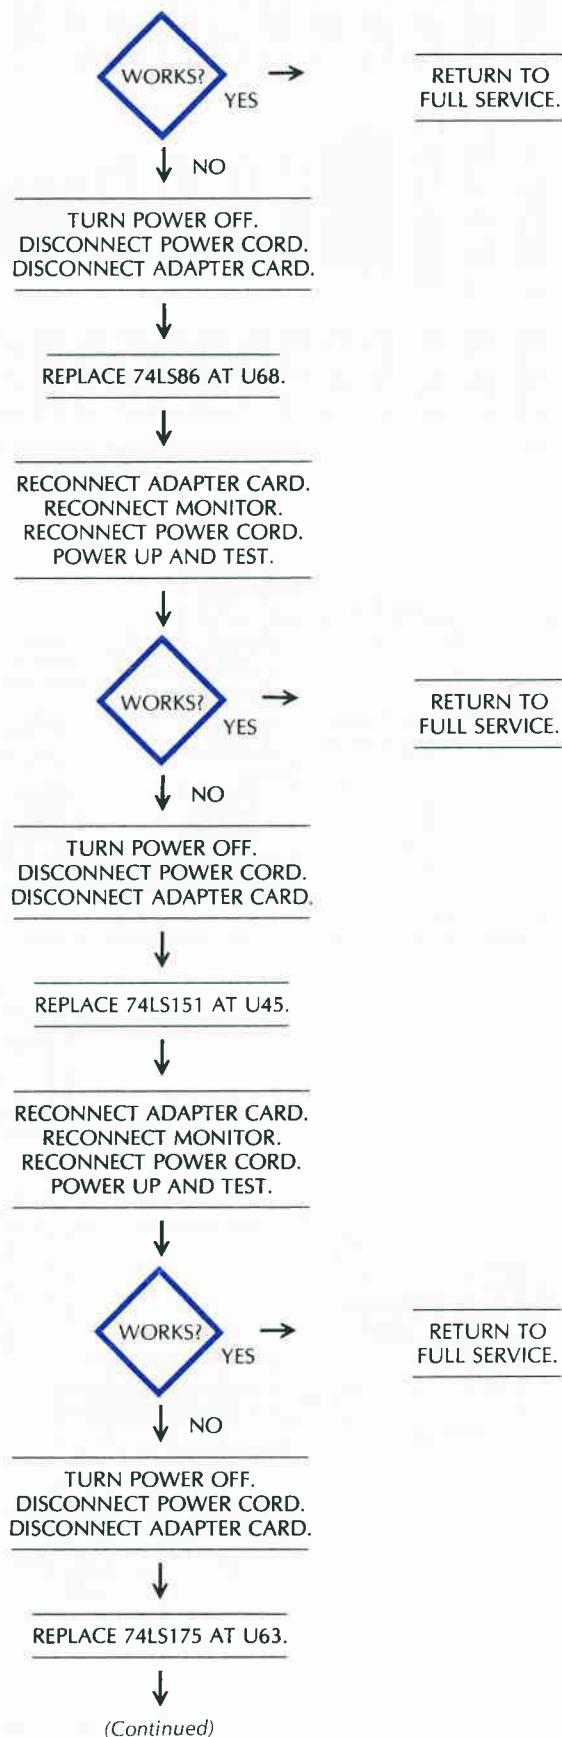 WORKS?
YES
RETURN TO
FULL SERVICE.
NO
TURN POWER OFF.
DISCONNECT POWER CORD.
DISCONNECT ADAPTER CARD.
REPLACE 74LS86 AT U68.
RECONNECT ADAPTER CARD.
RECONNECT MONITOR.
RECONNECT POWER CORD.
POWER UP AND TEST.
WORKS?
YES
RETURN TO
FULL SERVICE.
NO
TURN POWER OFF.
DISCONNECT POWER CORD.
DISCONNECT ADAPTER CARD.
REPLACE 74LS151 AT U45.
RECONNECT ADAPTER CARD.
RECONNECT MONITOR.
RECONNECT POWER CORD.
POWER UP AND TEST.
WORKS?
YES
RETURN TO
FULL SERVICE.
NO
TURN POWER OFF.
DISCONNECT POWER CORD.
DISCONNECT ADAPTER CARD.
REPLACE 74LS175 AT U63.
(Continued)